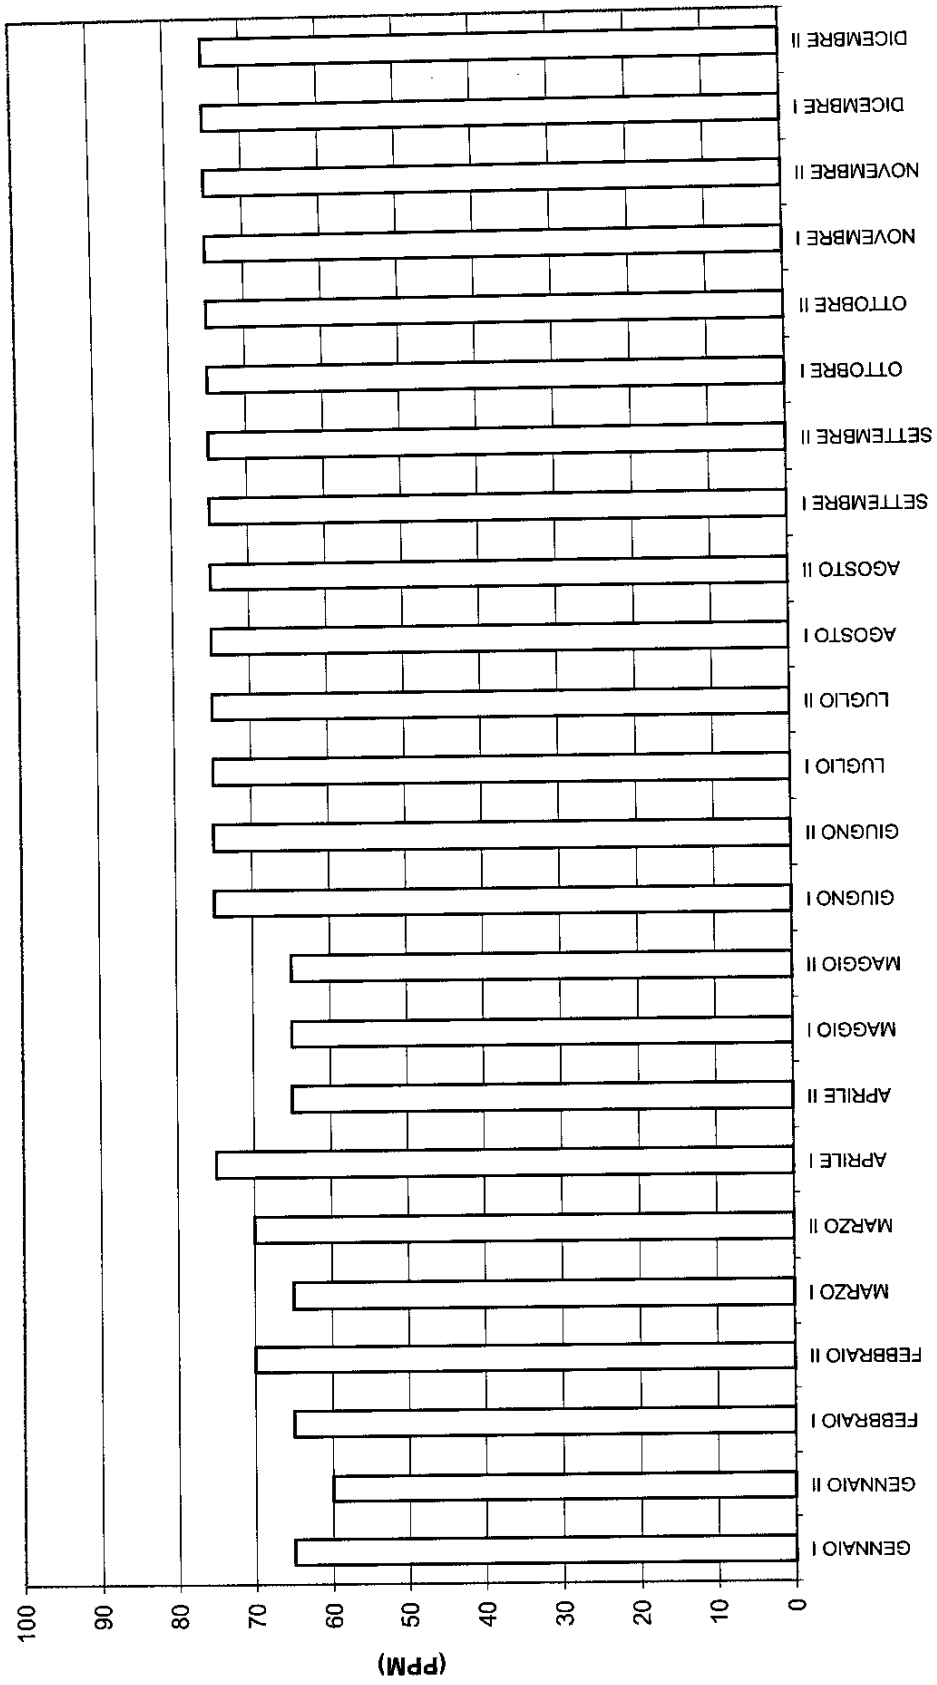 (PPM)
100
90
80
70
60
50
40
30
20
10
0
GENNAIO I
GENNAIO II
FEBBRAIO I
FEBBRAIO II
MARZO I
MARZO II
APRILE I
APRILE II
MAGGIO I
MAGGIO II
GIUGNO I
GIUGNO II
LUGLIO I
LUGLIO II
AGOSTO I
AGOSTO II
SETTEMBRE I
SETTEMBRE II
OTTOBRE I
OTTOBRE II
NOVEMBRE I
NOVEMBRE II
DICEMBRE I
DICEMBRE II